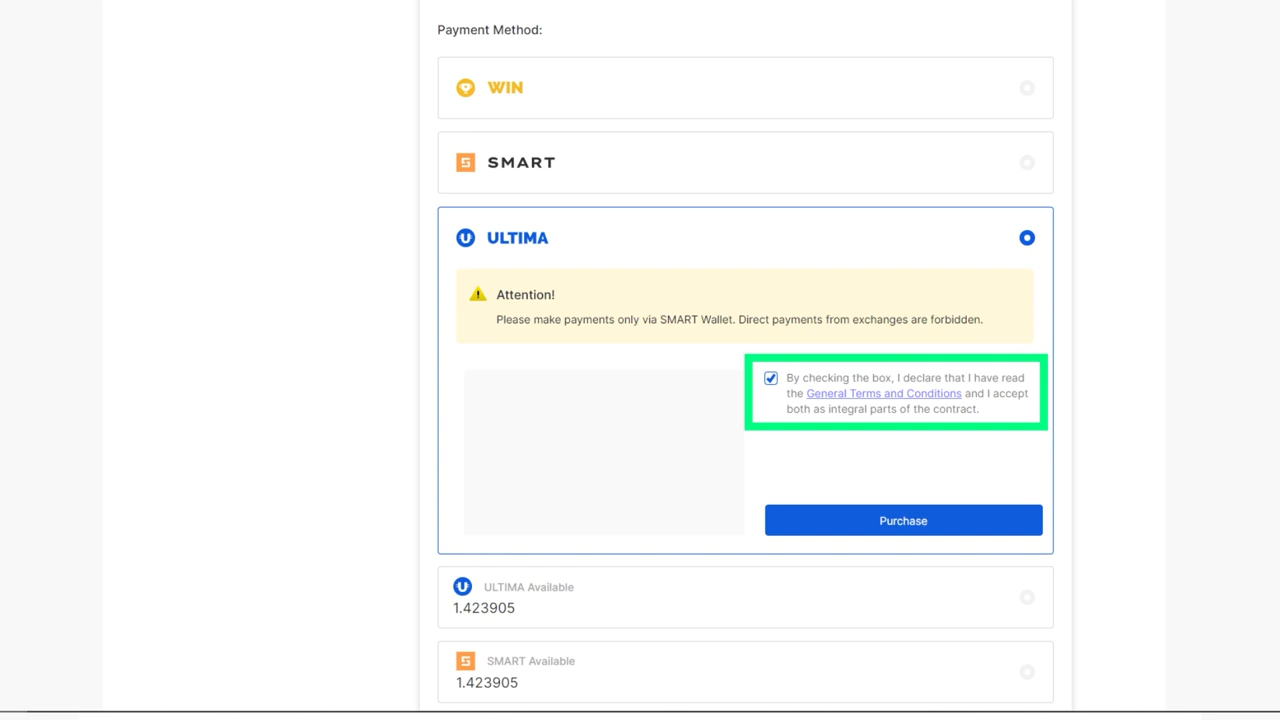 Payment Method:
WIN
SMART
ULTIMA
Attention!
Please make payments only via SMART Wallet. Direct payments from exchanges are forbidden.
By checking the box, I declare that I have read
the General Terms and Conditions and I accept
both as integral parts of the contract.
Purchase
ULTIMA Available
1.423905
SMART Available
1.423905